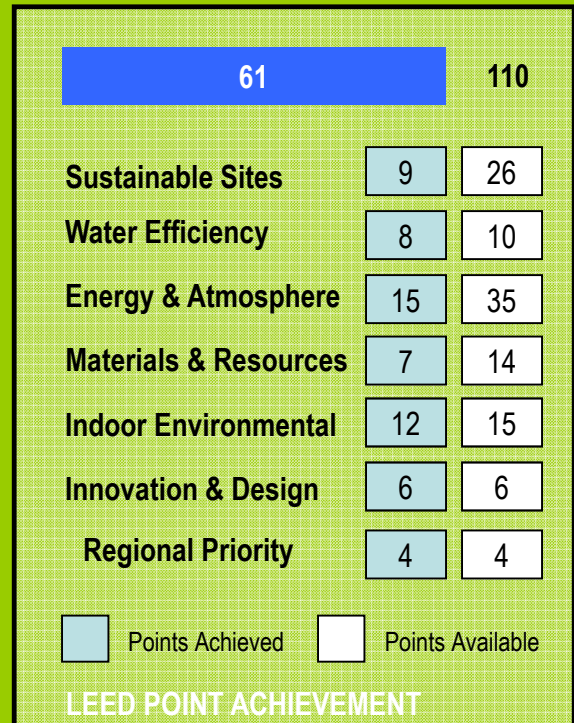 61 110
Sustainable Sites 9 26
Water Efficiency 8 10
Energy & Atmosphere 15 35
Materials & Resources 7 14
Indoor Environmental 12 15
Innovation & Design 6 6
Regional Priority 4 4
Points Achieved Points Available
LEED POINT ACHIEVEMENT